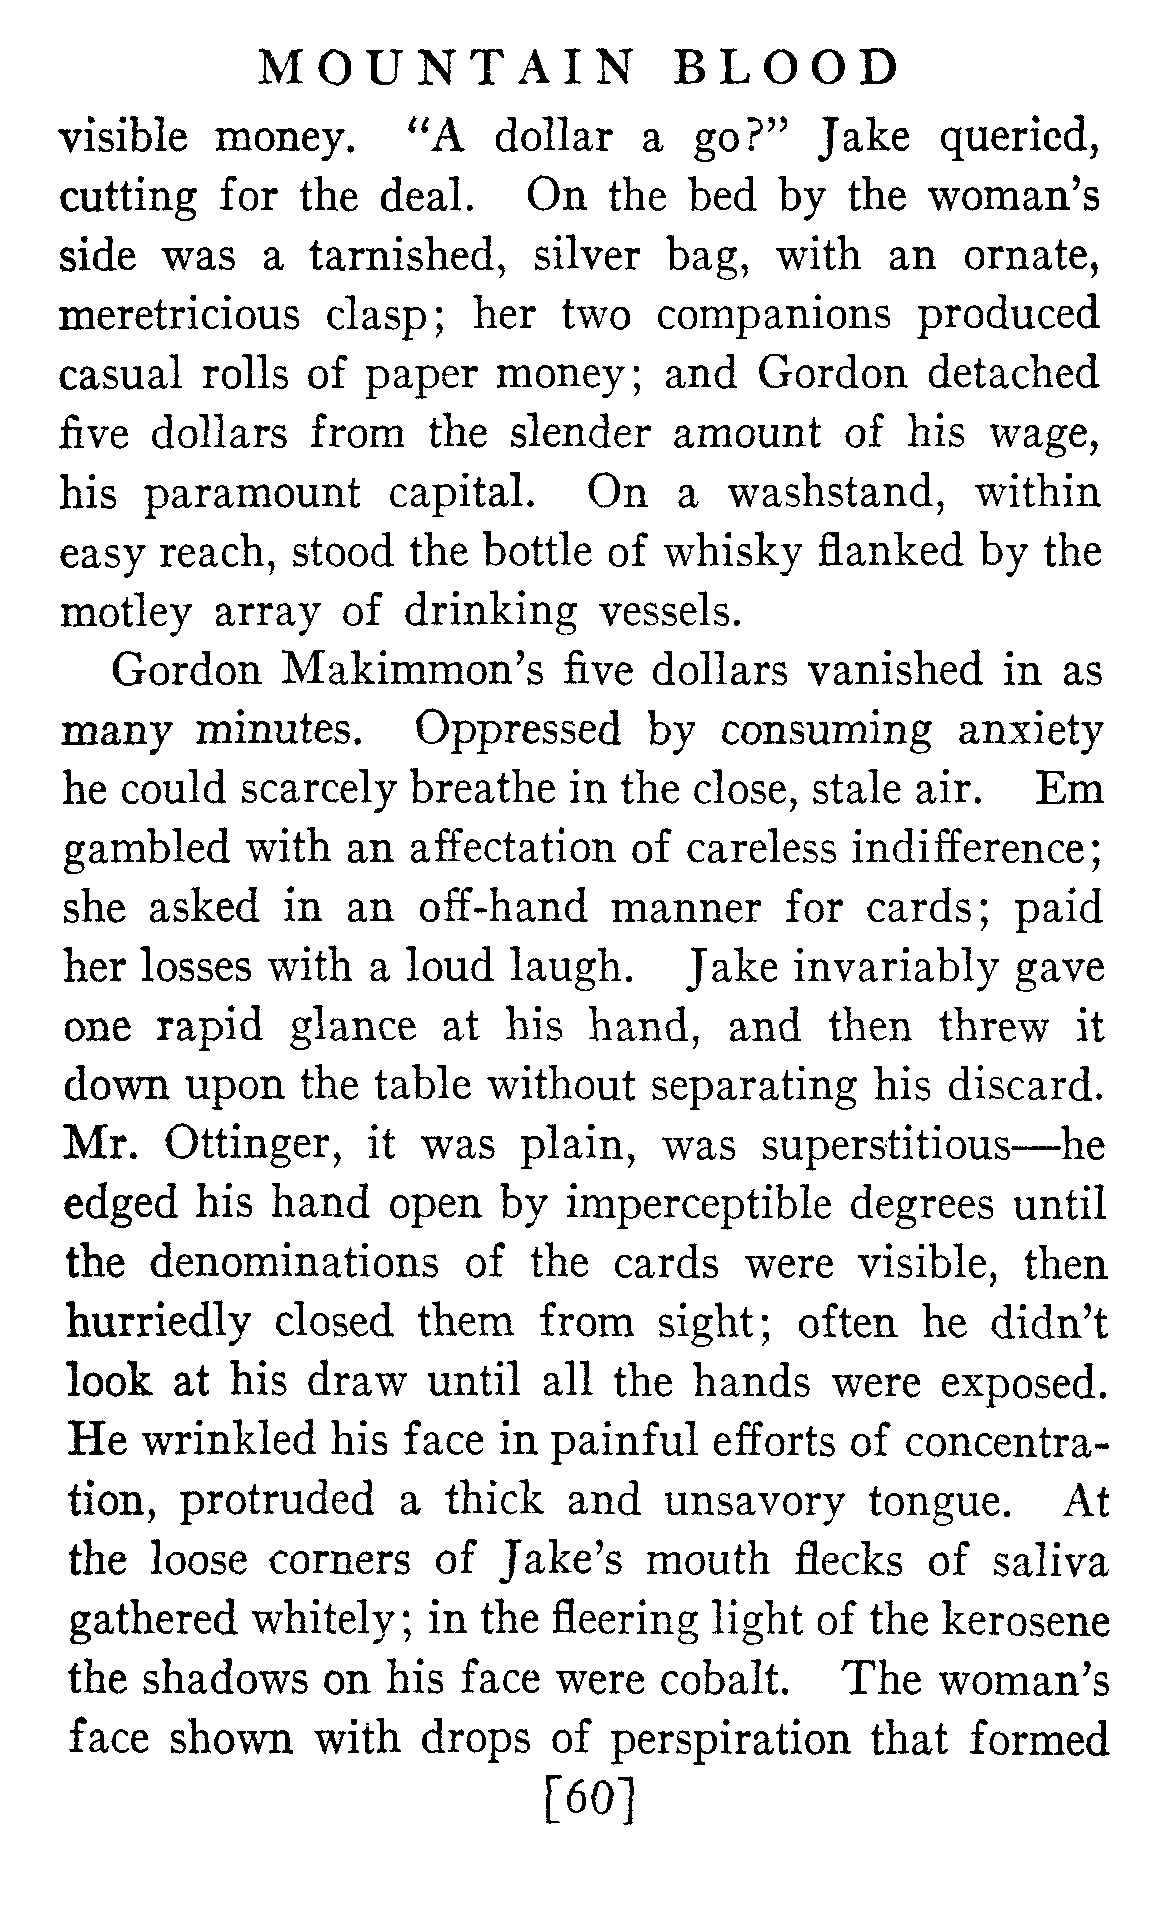 MOUNTAIN BLOOD
visible money. "A dollar a go?" Jake queried,
cutting for the deal. On the bed by the woman's
side was a tarnished, silver bag, with an ornate,
meretricious clasp; her two companions produced
casual rolls of paper money; and Gordon detached
five dollars from the slender amount of his wage,
his paramount capital. On a washstand, within
easy reach, stood the bottle of whisky flanked by the
motley array of drinking vessels.
Gordon Makimmon's five dollars vanished in as
many minutes. Oppressed by consuming anxiety
he could scarcely breathe in the close, stale air. Em
gambled with an affectation of careless indifference;
she asked in an off-hand manner for cards; paid
her losses with a loud laugh. Jake invariably gave
one rapid glance at his hand, and then threw it
down upon the table without separating his discard.
Mr. Ottinger, it was plain, was superstitious—he
edged his hand open by imperceptible degrees until
the denominations of the cards were visible, then
hurriedly closed them from sight; often he didn't
look at his draw until all the hands were exposed.
He wrinkled his face in painful efforts of concentra-
tion, protruded a thick and unsavory tongue. At
the loose corners of Jake's mouth flecks of saliva
gathered whitely; in the fleering light of the kerosene
the shadows on his face were cobalt. The woman's
face shown with drops of perspiration that formed
[60]